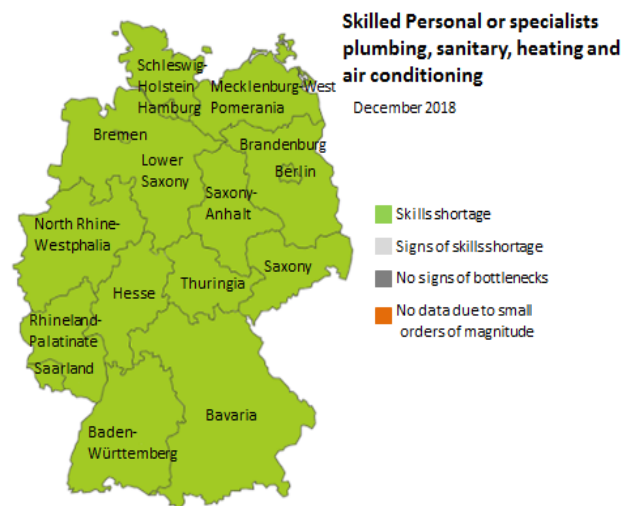 Skilled Personal or specialists
plumbing, sanitary, heating and
air conditioning
December 2018
Schleswig-
Holstein
Hamburg
Mecklenburg-West
Pomerania
Bremen
Lower
Saxony
Brandenburg
Berlin
Saxony-
Anhalt
North Rhine-
Westphalia
Hesse
Thuringia
Saxony
Rhineland-
Palatinate
Saarland
Bavaria
Baden-
Württemberg
Skills shortage
Signs of skills shortage
No signs of bottlenecks
No data due to small
orders of magnitude